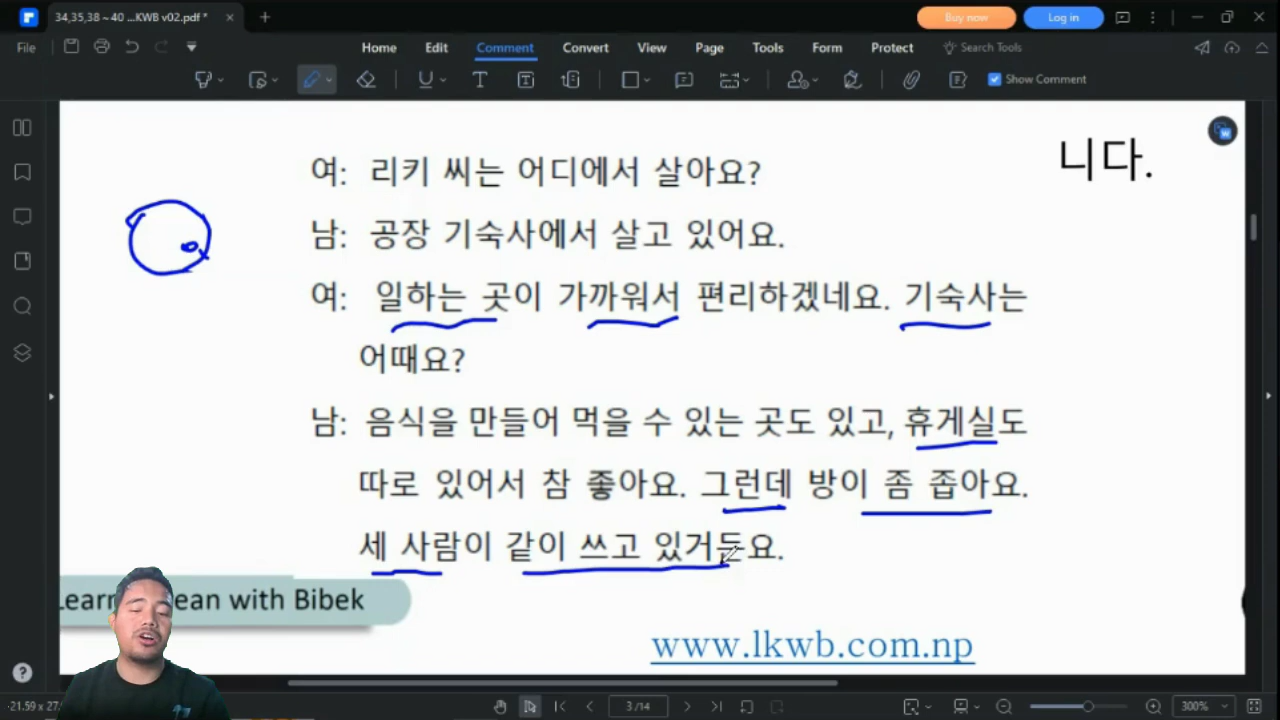 34,35,38 ~ 40 ...KWB v02.pdf *
Buy now
Log in
File
Home
Edit
Comment
Convert
View
Page
Tools
Form
Protect
Search Tools
Show Comment
니다.
여: 리키 씨는 어디에서 살아요?
남: 공장 기숙사에서 살고 있어요.
여: 일하는 곳이 가까워서 편리하겠네요. 기숙사는
어때요?
남: 음식을 만들어 먹을 수 있는 곳도 있고, 휴게실도
따로 있어서 참 좋아요. 그런데 방이 좀 좁아요.
세 사람이 같이 쓰고 있거든요.
with Bibek
www.lkwb.com.np
3 /14
300%